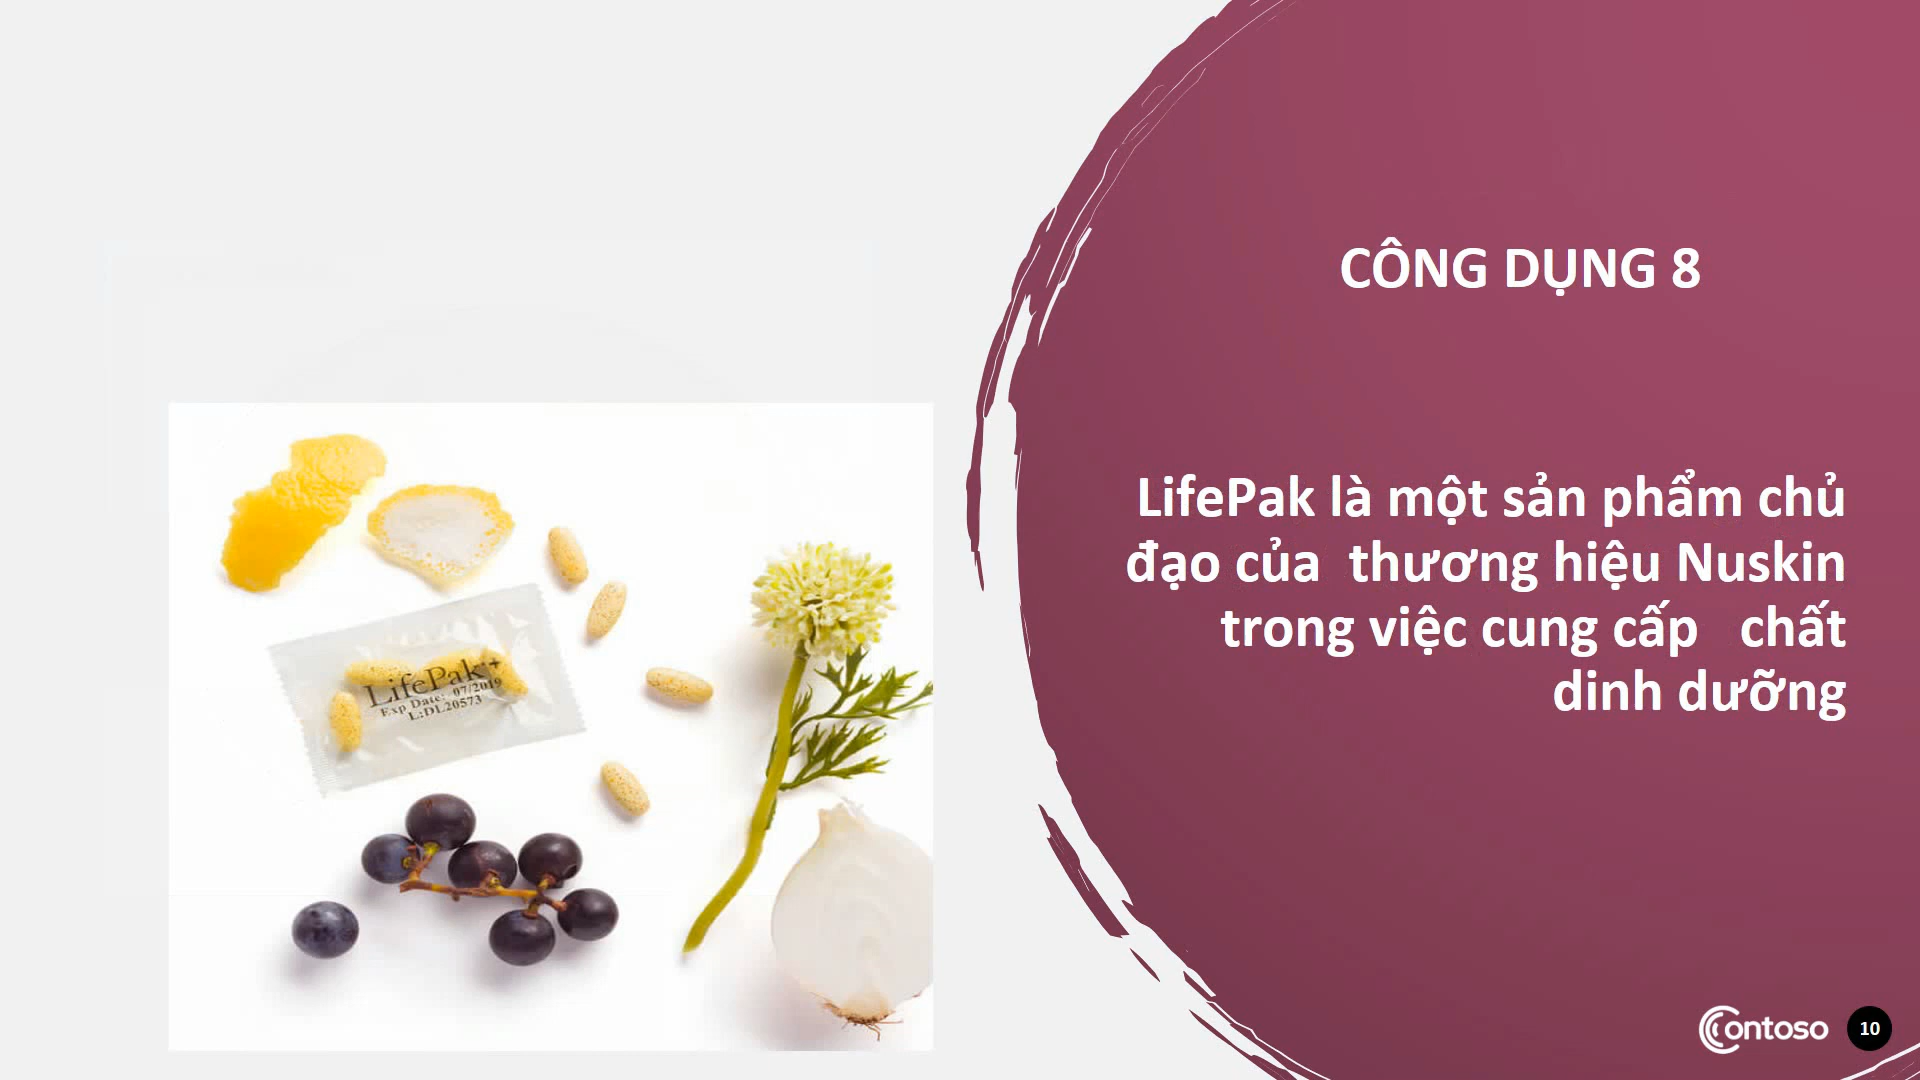 CÔNG DỤNG 8
LifePak là một sản phẩm chủ
đạo của  thương hiệu Nuskin
trong việc cung cấp   chất
dinh dưỡng
LifePak+
Exp Date: 07/2019
L:DL20573
Contoso
10